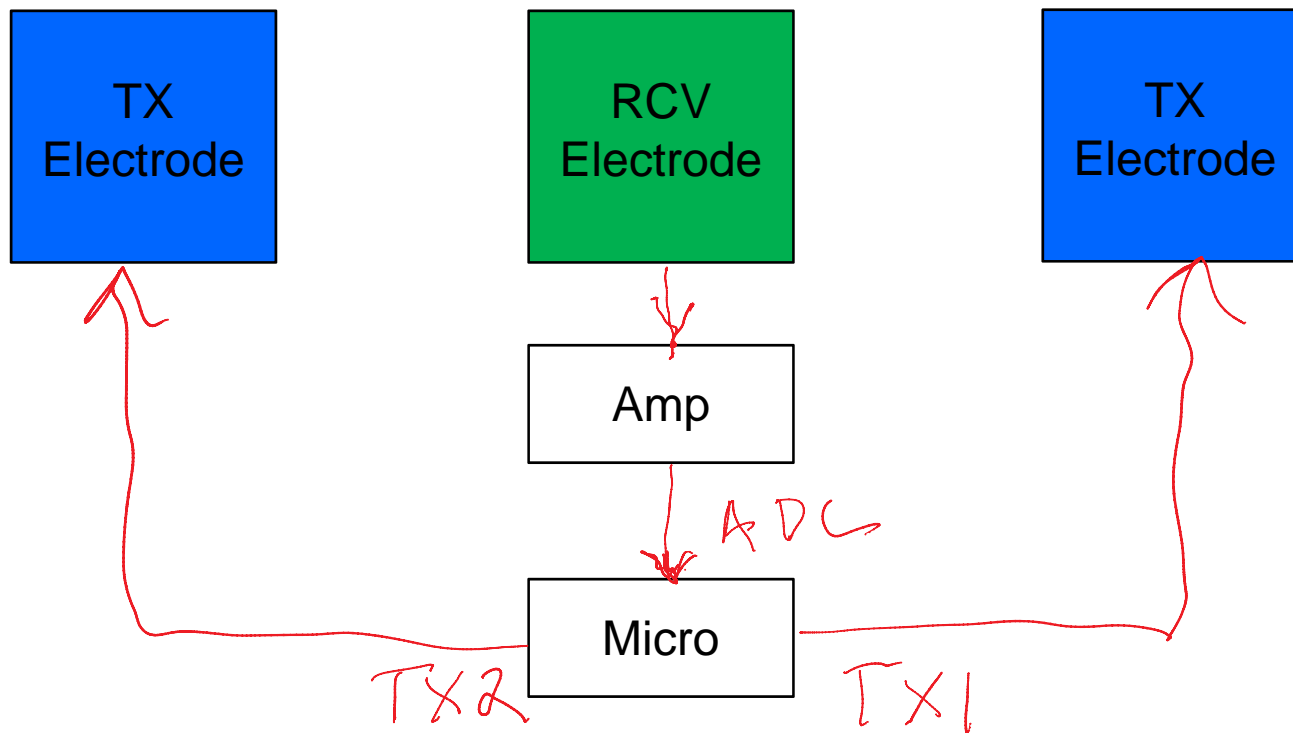 TX
Electrode
RCV
Electrode
TX
Electrode
Amp
ADC
Micro
TX2
TX1